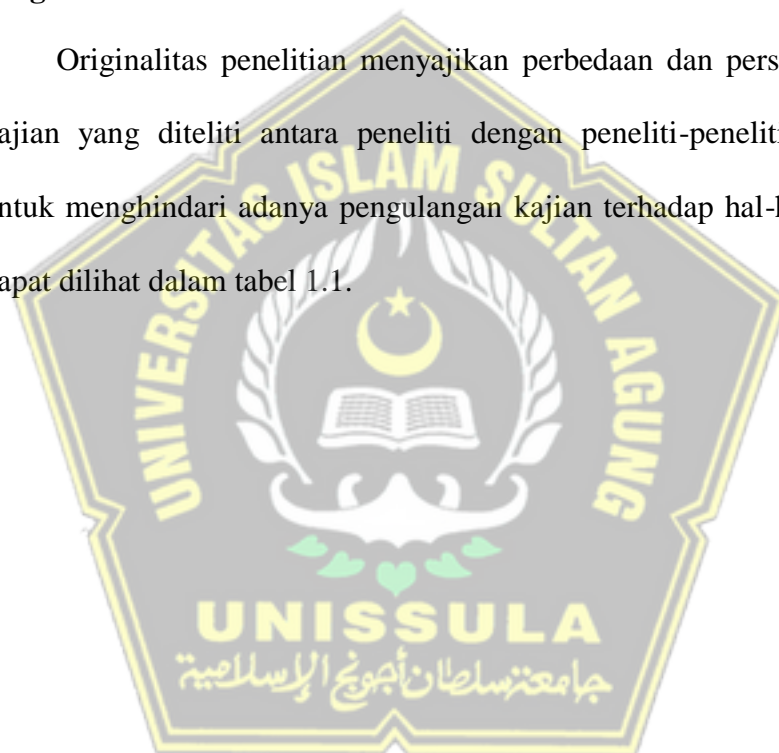 Originalitas penelitian menyajikan perbedaan dan pers
ajian yang diteliti antara peneliti dengan peneliti-peneliti
ntuk menghindari adanya pengulangan kajian terhadap hal-h
apat dilihat dalam tabel 1.1.
UNIVERSITAS ISLAM SULTAN AGUNG
UNISSULA
جامعة سلطان أجونج الإسلامية